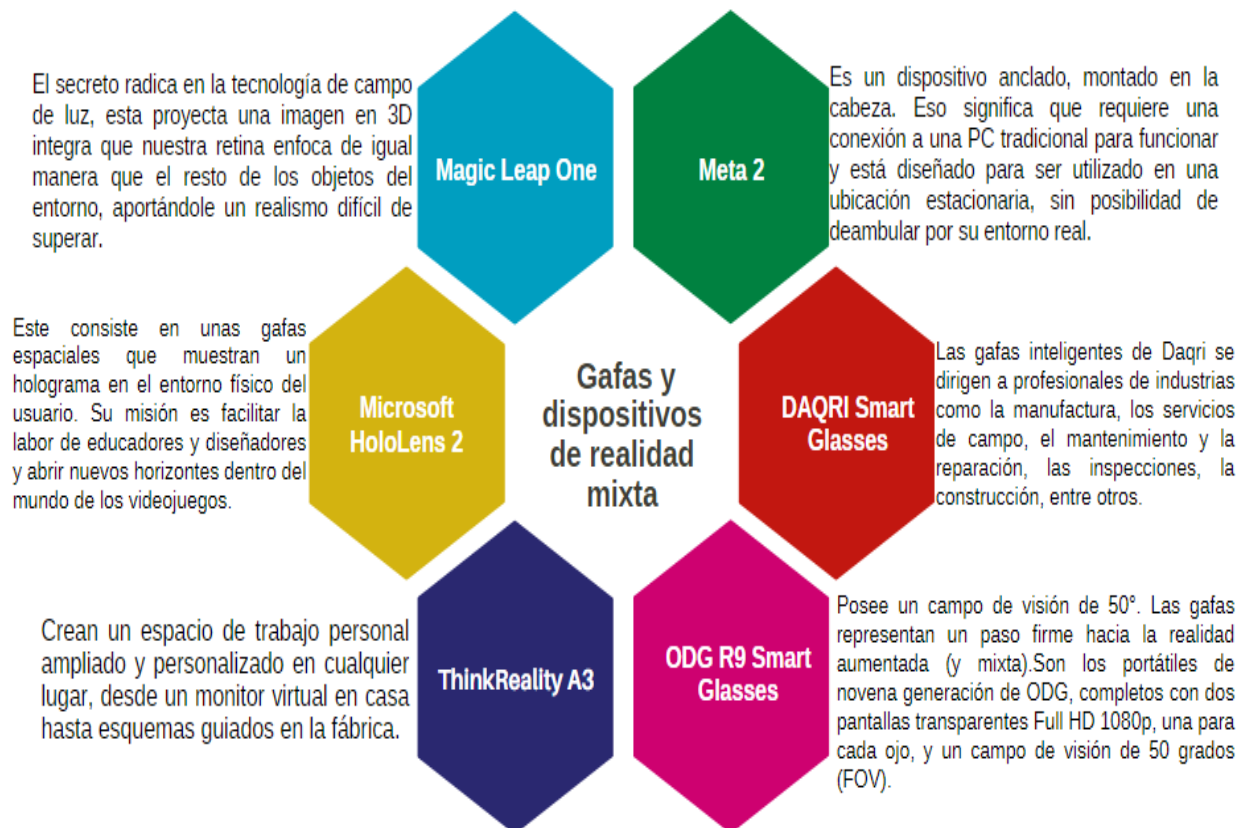 El secreto radica en la tecnología de campo
de luz, esta proyecta una imagen en 3D
integra que nuestra retina enfoca de igual
manera que el resto de los objetos del
entorno, aportándole un realismo difícil de
superar.
Magic Leap One
Meta 2
Es un dispositivo anclado, montado en la
cabeza. Eso significa que requiere una
conexión a una PC tradicional para funcionar
y está diseñado para ser utilizado en una
ubicación estacionaria, sin posibilidad de
deambular por su entorno real.
Este consiste en unas gafas
espaciales que muestran un
holograma en el entorno físico del
usuario. Su misión es facilitar la
labor de educadores y diseñadores
y abrir nuevos horizontes dentro del
mundo de los videojuegos.
Microsoft
HoloLens 2
Gafas y
dispositivos
de realidad
mixta
DAQRI Smart
Glasses
Las gafas inteligentes de Daqri se
dirigen a profesionales de industrias
como la manufactura, los servicios
de campo, el mantenimiento y la
reparación, las inspecciones, la
construcción, entre otros.
Crean un espacio de trabajo personal
ampliado y personalizado en cualquier
lugar, desde un monitor virtual en casa
hasta esquemas guiados en la fábrica.
ThinkReality A3
ODG R9 Smart
Glasses
Posee un campo de visión de 50°. Las gafas
representan un paso firme hacia la realidad
aumentada (y mixta).Son los portátiles de
novena generación de ODG, completos con dos
pantallas transparentes Full HD 1080p, una para
cada ojo, y un campo de visión de 50 grados
(FOV).